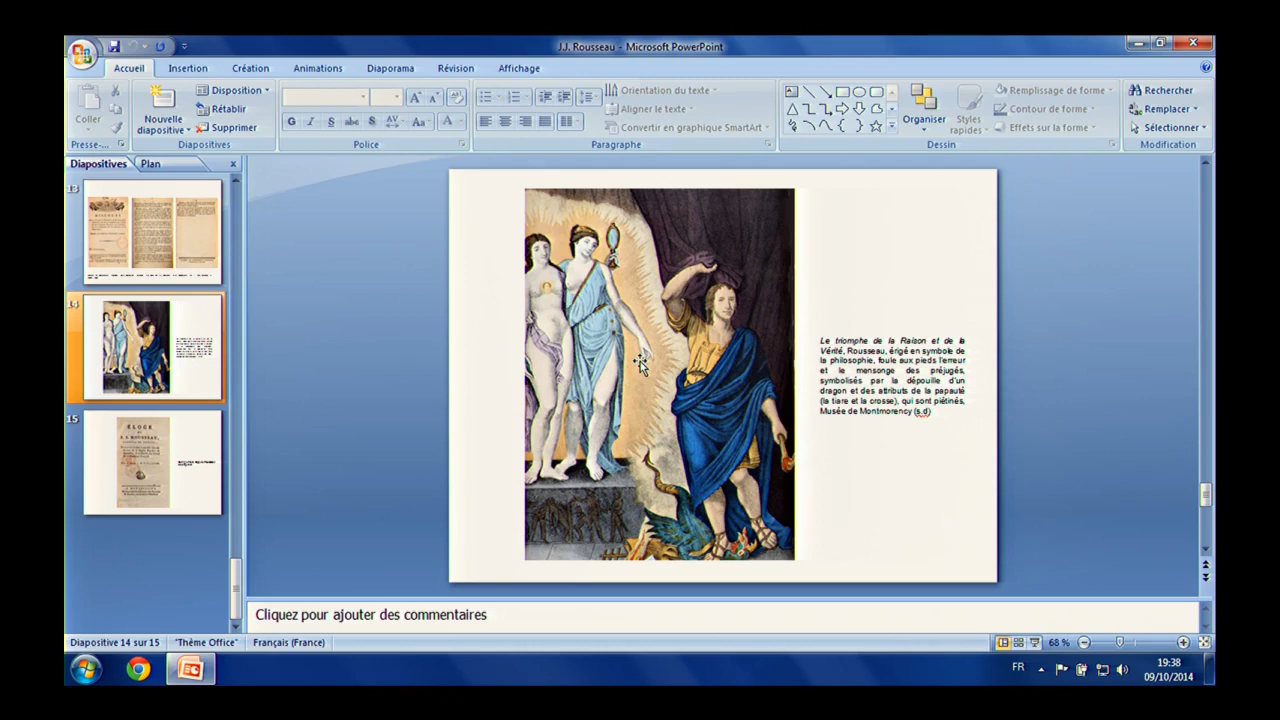 J.J. Rousseau - Microsoft PowerPoint
Accueil
Insertion
Création
Animations
Diaporama
Révision
Affichage
Coller
Presse-...
Nouvelle
diapositive
Disposition
Rétablir
Supprimer
Diapositives
G I S abc S AV Aa A
Police
Orientation du texte
Aligner le texte
Convertir en graphique SmartArt
Paragraphe
Organiser
Styles
rapides
Remplissage de forme
Contour de forme
Effets sur la forme
Dessin
Rechercher
Remplacer
Sélectionner
Modification
Diapositives
Plan
13
DISCOURS
14
15
ÉLOGE
Le triomphe de la Raison et de la
Vérité, Rousseau, érigé en symbole de
la philosophie, foule aux pieds l'erreur
et le mensonge des préjugés,
symbolisés par la dépouille d'un
dragon et des attributs de la papauté
(la tiare et la crosse), qui sont piétinés,
Musée de Montmorency (s.d)
Cliquez pour ajouter des commentaires
Diapositive 14 sur 15
"Thème Office"
Français (France)
68 %
FR
19:38
09/10/2014